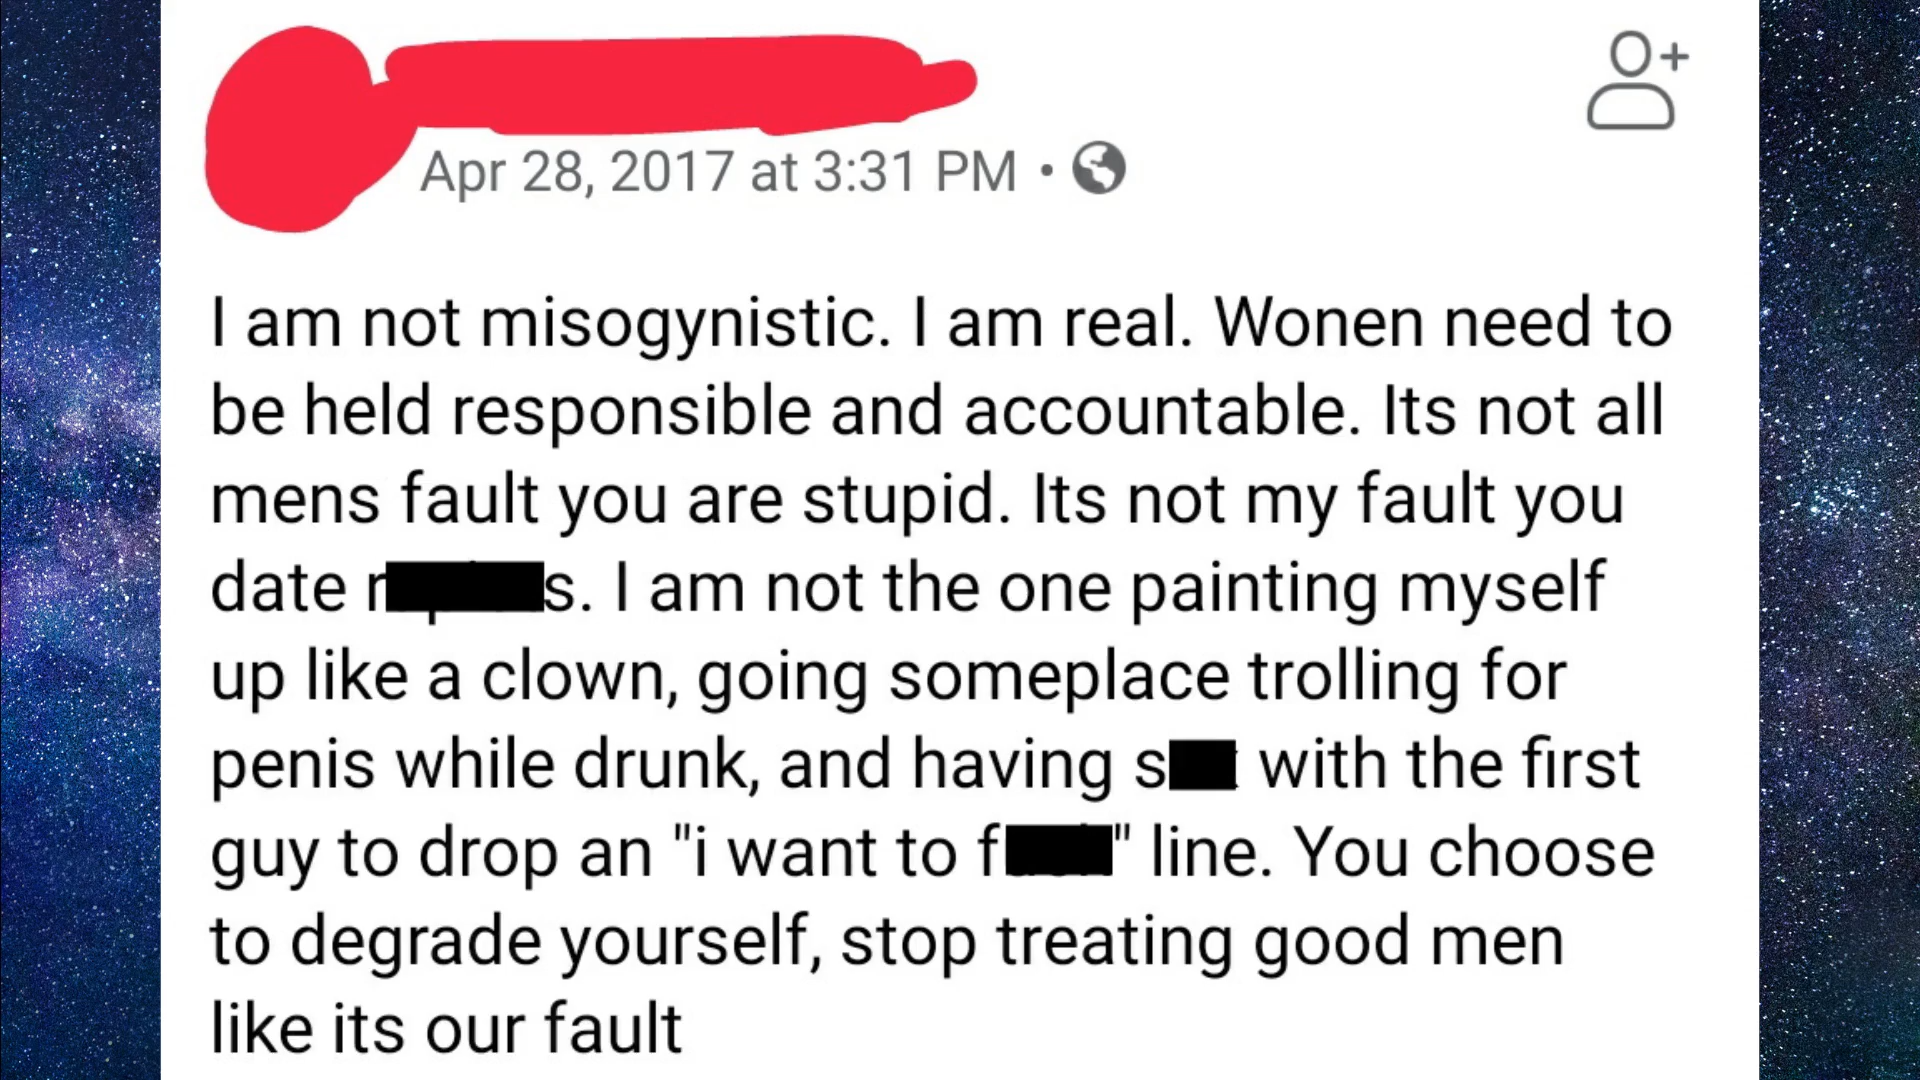 Apr 28, 2017 at 3:31 PM •
I am not misogynistic. I am real. Wonen need to
be held responsible and accountable. Its not all
mens fault you are stupid. Its not my fault you
date r s. I am not the one painting myself
up like a clown, going someplace trolling for
penis while drunk, and having s with the first
guy to drop an "i want to f " line. You choose
to degrade yourself, stop treating good men
like its our fault